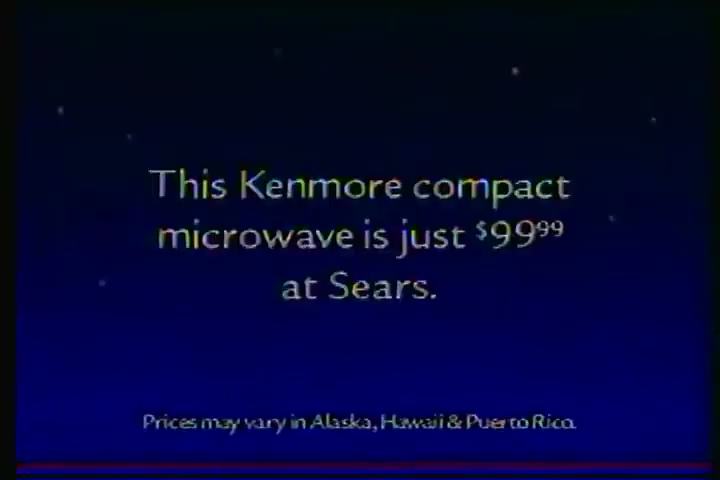 This Kenmore compact
microwave is just $99⁹⁹
at Sears.
Prices may vary in Alaska, Hawaii & Puerto Rico.